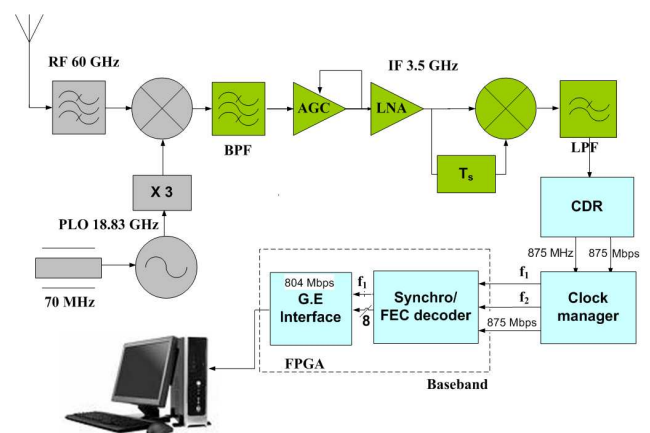 RF 60 GHz
IF 3.5 GHz
AGC
LNA
BPF
LPF
Ts
X 3
PLO 18.83 GHz
70 MHz
CDR
875 MHz
875 Mbps
f1
f2
875 Mbps
Clock
manager
804 Mbps
G.E
Interface
f1
8
Synchro/
FEC decoder
FPGA
Baseband